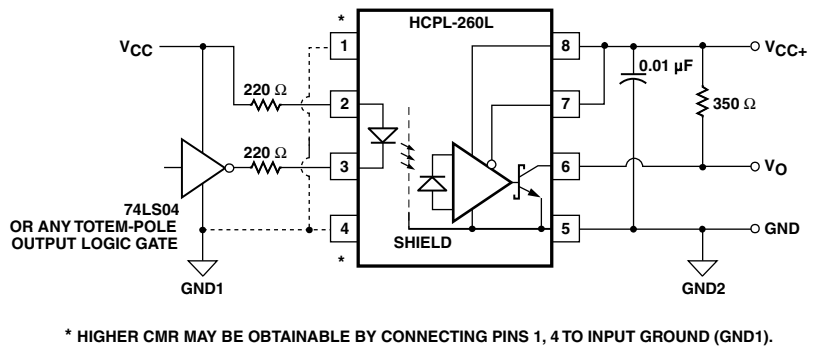 *
HCPL-260L
VCC
1
8
VCC+
0.01 µF
220 Ω
2
7
350 Ω
220 Ω
3
6
VO
74LS04
OR ANY TOTEM-POLE
OUTPUT LOGIC GATE
4
5
GND
SHIELD
*
GND1
GND2
* HIGHER CMR MAY BE OBTAINABLE BY CONNECTING PINS 1, 4 TO INPUT GROUND (GND1).